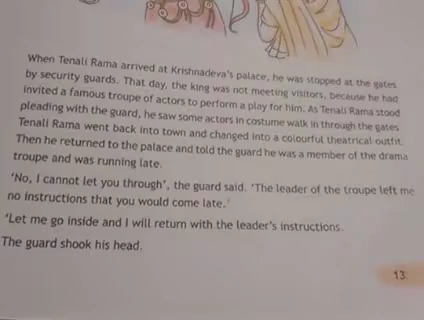 When Tenali Rama arrived at Krishnadeva's palace, he was stopped at the gates
by security guards. That day, the king was not meeting visitors, because he had
invited a famous troupe of actors to perform a play for him. As Tenali Rama stood
pleading with the guard, he saw some actors in costume walk in through the gates.
Tenali Rama went back into town and changed into a colourful theatrical outfit.
Then he returned to the palace and told the guard he was a member of the drama
troupe and was running late.
'No, I cannot let you through', the guard said. 'The leader of the troupe left me
no instructions that you would come late.'
'Let me go inside and I will return with the leader's instructions.
The guard shook his head.
13